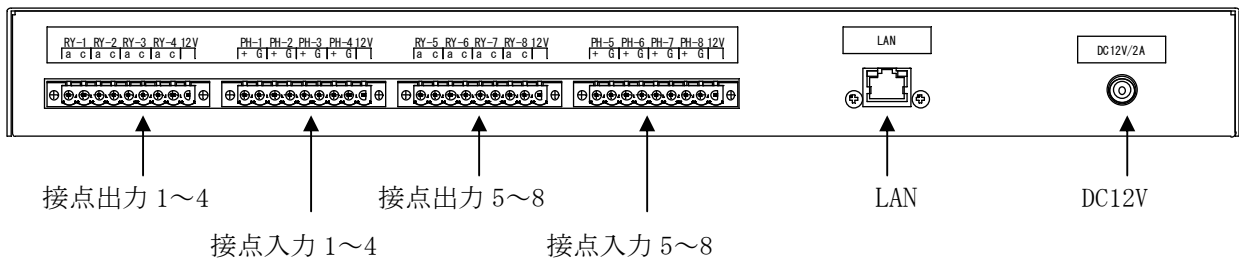 RY-1 RY-2 RY-3 RY-4 12V
a c a c a c a c
PH-1 PH-2 PH-3 PH-4 12V
+ G + G + G + G
RY-5 RY-6 RY-7 RY-8 12V
a c a c a c a c
PH-5 PH-6 PH-7 PH-8 12V
+ G + G + G + G
LAN
DC12V/2A
接点出力 1～4
接点出力 5～8
LAN
DC12V
接点入力 1～4
接点入力 5～8